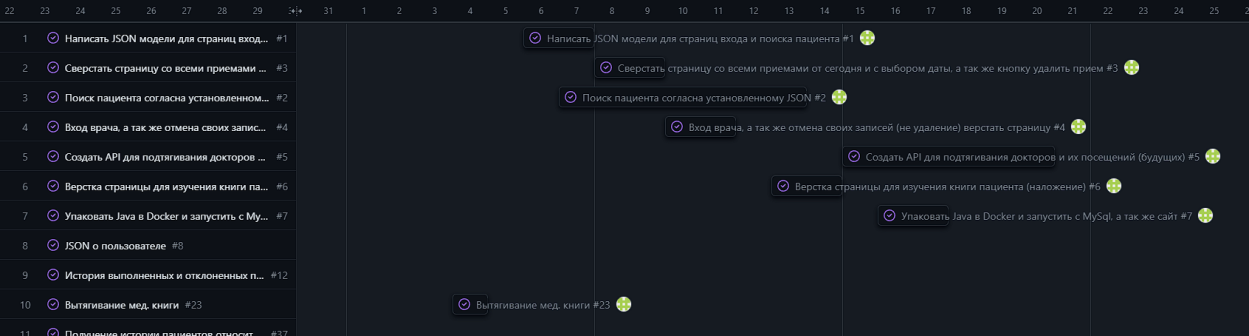 22 23 24 25 26 27 28 29 31 1 2 3 4 5 6 7 8 9 10 11 12 13 14 15 16 17 18 19 20 21 22 23 24 25
1 Написать JSON модели для страниц вход... #1 Написать JSON модели для страниц входа и поиска пациента #1
2 Сверстать страницу со всеми приемами ... #3 Сверстать страницу со всеми приемами от сегодня и с выбором даты, а так же кнопку удалить прием #3
3 Поиск пациента согласна установленном... #2 Поиск пациента согласна установленному JSON #2
4 Вход врача, а так же отмена своих запис... #4 Вход врача, а так же отмена своих записей (не удаление) верстать страницу #4
5 Создать API для подтягивания докторов ... #5 Создать API для подтягивания докторов и их посещений (будущих) #5
6 Верстка страницы для изучения книги па... #6 Верстка страницы для изучения книги пациента (наложение) #6
7 Упаковать Java в Docker и запустить с My... #7 Упаковать Java в Docker и запустить с MySql, а так же сайт #7
8 JSON о пользователе #8
9 История выполненных и отклоненных п... #12
10 Вытягивание мед. книги #23 Вытягивание мед. книги #23
11 Получение истории пациентов относит... #37